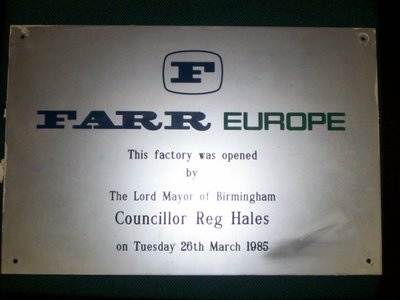 F
FARR EUROPE
This factory was opened
by
The Lord Mayor of Birmingham
Councillor Reg Hales
on Tuesday 26th March 1985